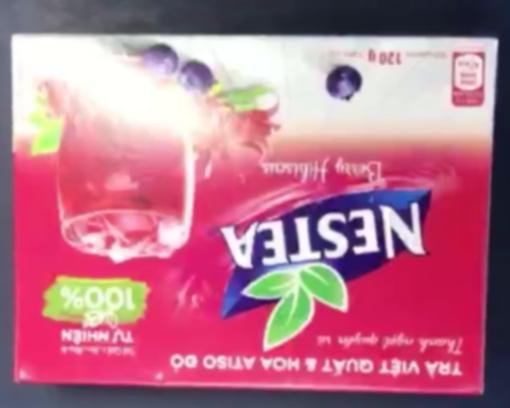 TRÀ VIỆT QUẤT & HOA ATISO ĐỎ
Thanh ngọt quyến rũ
NESTEA
Berry Hibiscus
TỰ NHIÊN
100%
120 g